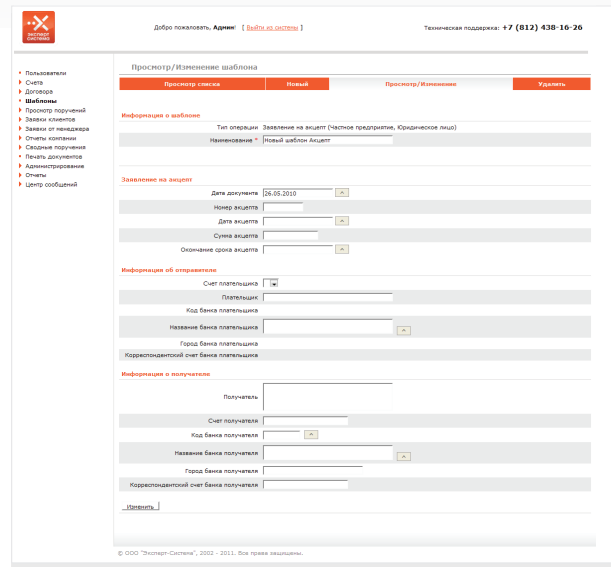 ЭКСПЕРТ
СИСТЕМА
Добро пожаловать, Админ! [ Выйти из системы ]
Техническая поддержка: +7 (812) 438-16-26
Пользователи
Счета
Договора
Шаблоны
Просмотр поручений
Заявки клиентов
Заявки от менеджера
Отчеты компании
Сводные поручения
Печать документов
Администрирование
Отчеты
Центр сообщений
Просмотр/Изменение шаблона
Просмотр списка
Новый
Просмотр/Изменение
Удалить
Информация о шаблоне
Тип операции Заявление на акцепт (Частное предприятие, Юридическое лицо)
Наименование * Новый шаблон Акцепт
Заявление на акцепт
Дата документа 26.05.2010
Номер акцепта
Дата акцепта
Сумма акцепта
Окончание срока акцепта
Информация об отправителе
Счет плательщика
Плательщик
Код банка плательщика
Название банка плательщика
Город банка плательщика
Корреспондентский счет банка плательщика
Информация о получателе
Получатель
Счет получателя
Код банка получателя
Название банка получателя
Город банка получателя
Корреспондентский счет банка получателя
Изменить
© ООО "Эксперт-Система", 2002 - 2011. Все права защищены.